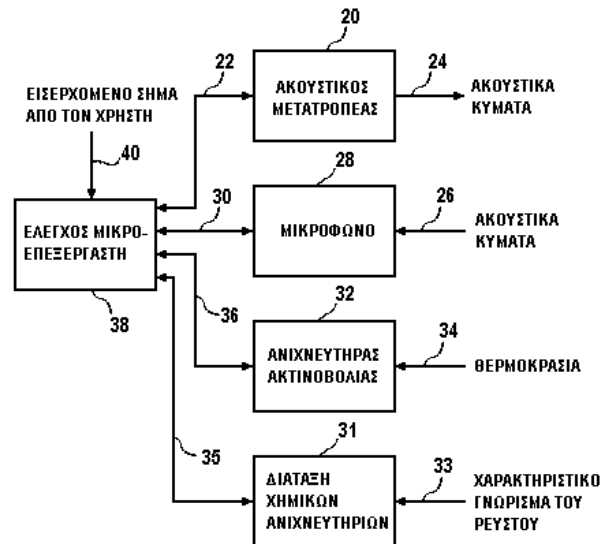 20
22
24
ΕΙΣΕΡΧΟΜΕΝΟ ΣΗΜΑ
ΑΠΟ ΤΟΝ ΧΡΗΣΤΗ
ΑΚΟΥΣΤΙΚΟΣ
ΜΕΤΑΤΡΟΠΕΑΣ
ΑΚΟΥΣΤΙΚΑ
ΚΥΜΑΤΑ
40
28
30
26
ΕΛΕΓΧΟΣ ΜΙΚΡΟ-
ΕΠΕΞΕΡΓΑΣΤΗ
ΜΙΚΡΟΦΩΝΟ
ΑΚΟΥΣΤΙΚΑ
ΚΥΜΑΤΑ
38
36
32
34
ΑΝΙΧΝΕΥΤΗΡΑΣ
ΑΚΤΙΝΟΒΟΛΙΑΣ
ΘΕΡΜΟΚΡΑΣΙΑ
35
31
33
ΔΙΑΤΑΞΗ
ΧΗΜΙΚΩΝ
ΑΝΙΧΝΕΥΤΗΡΙΩΝ
ΧΑΡΑΚΤΗΡΙΣΤΙΚΟ
ΓΝΩΡΙΣΜΑ ΤΟΥ
ΡΕΥΣΤΟΥ